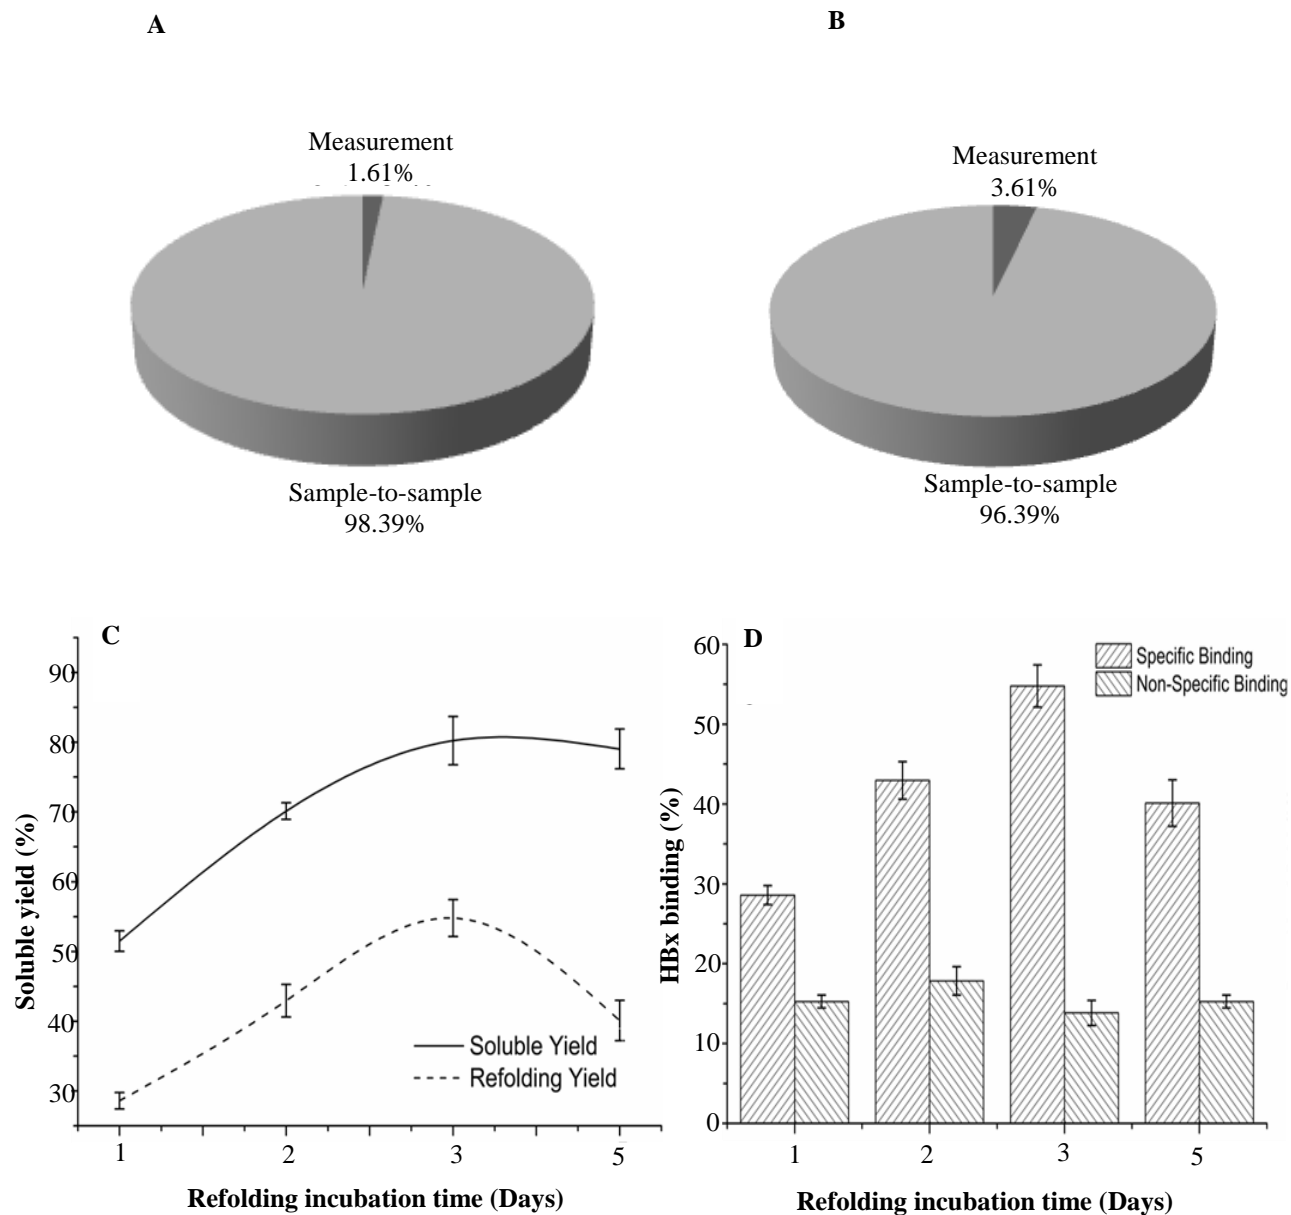 A
B
Measurement
1.61%
Measurement
3.61%
Sample-to-sample
98.39%
Sample-to-sample
96.39%
C
90
80
70
60
50
40
30
Soluble yield (%)
Soluble Yield
Refolding Yield
1
2
3
5
Refolding incubation time (Days)
D
60
50
40
30
20
10
0
HBx binding (%)
Specific Binding
Non-Specific Binding
1
2
3
5
Refolding incubation time (Days)